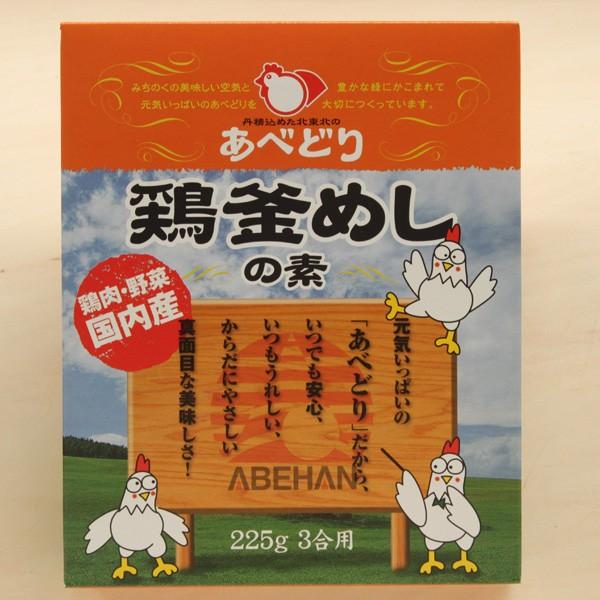 みちのくの美味しい空気と
元気いっぱいのあべどりを
豊かな緑にかこまれて
大切につくっています。
丹精込めた北東北の
あべどり
鶏釜めし
の素
鶏肉・野菜
国内産
元気いっぱいの
「あべどり」だから、
いつでも安心、
いつもうれしい、
からだにやさしい
真面目な美味しさ!
ABEHAN
225g 3合用